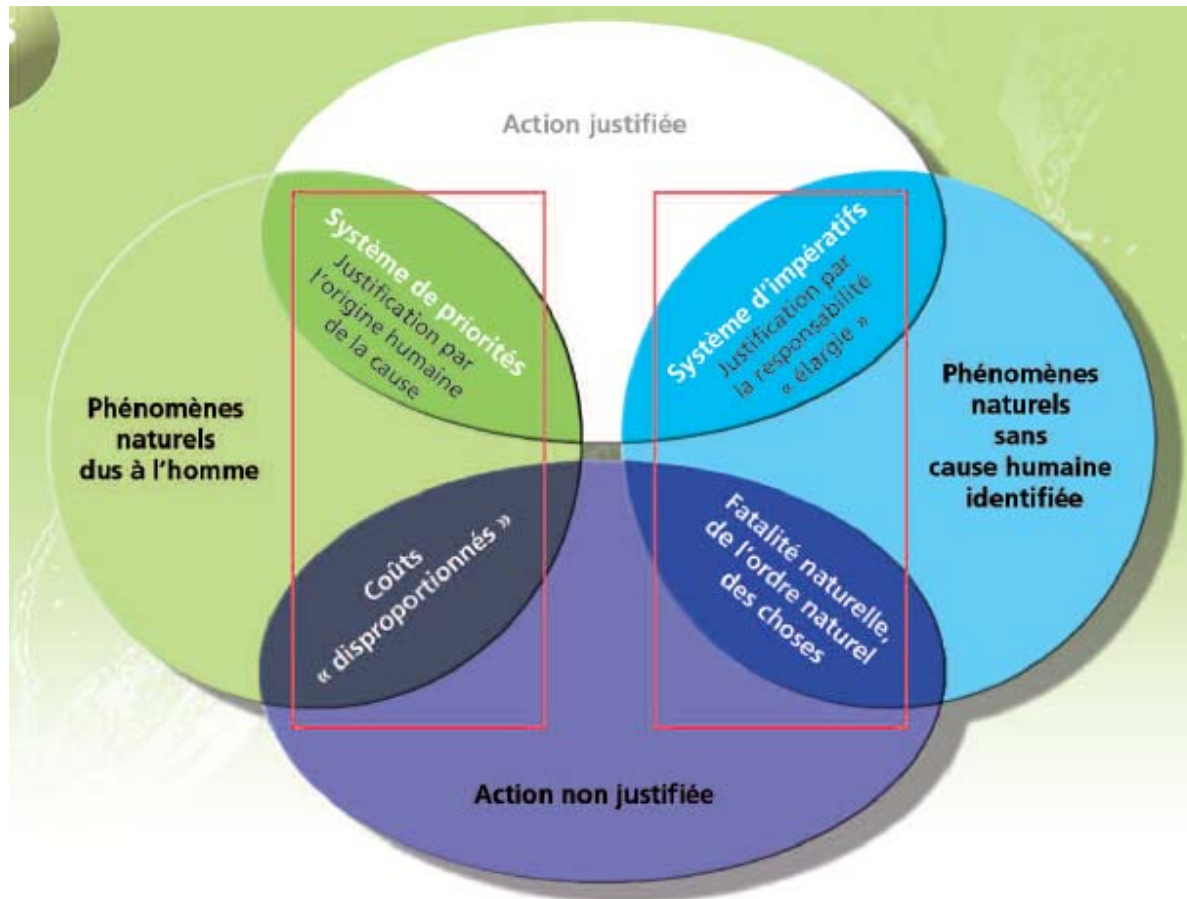 Action justifiée
Système de priorités
Justification par
l'origine humaine
de la cause
Système d'impératifs
Justification par
la responsabilité
« élargie »
Phénomènes
naturels
dus à l'homme
Phénomènes
naturels
sans
cause humaine
identifiée
Coûts
« disproportionnés »
Fatalité naturelle,
de l'ordre naturel
des choses
Action non justifiée